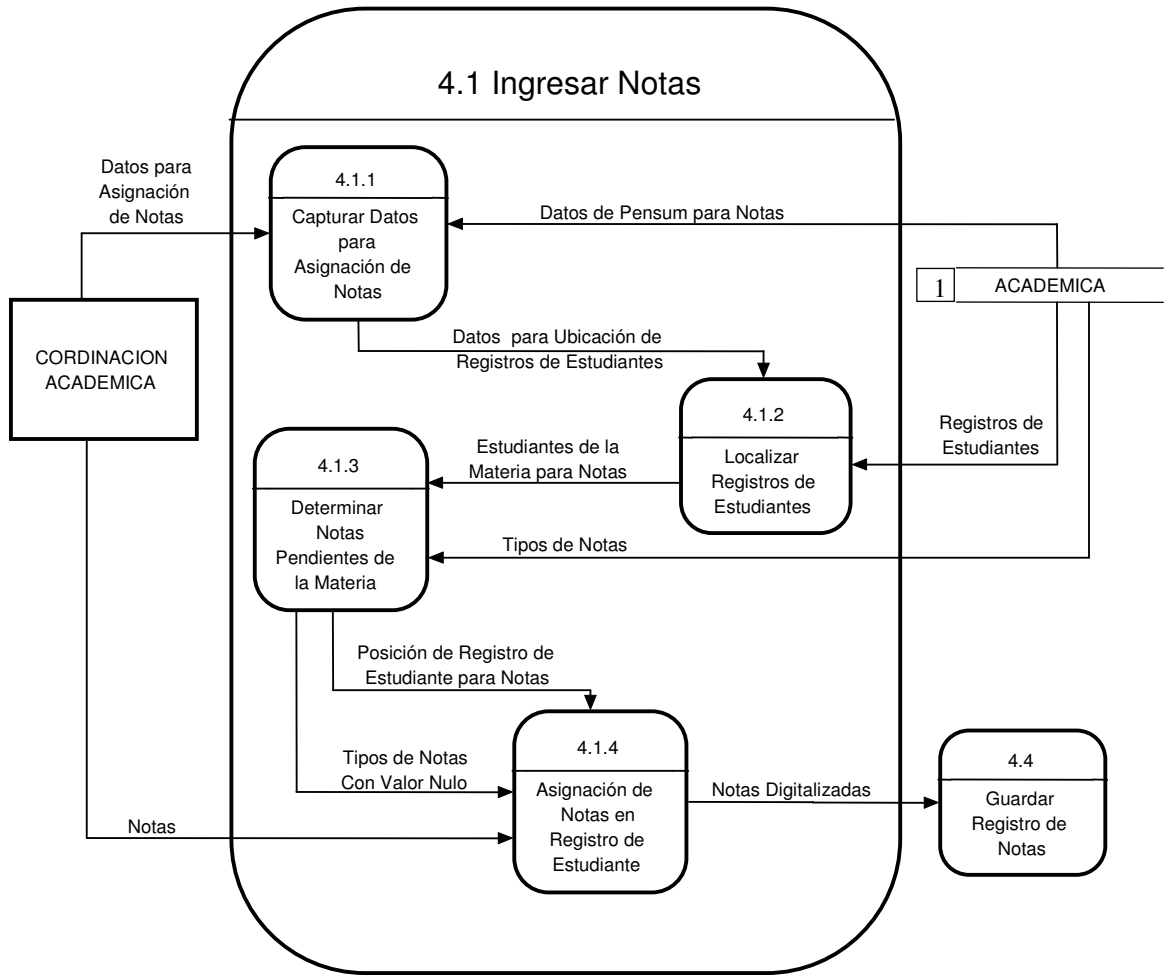 4.1 Ingresar Notas
Datos para
Asignación
de Notas
4.1.1
Capturar Datos
para
Asignación de
Notas
Datos de Pensum para Notas
1
ACADEMICA
CORDINACION
ACADEMICA
Datos  para Ubicación de
Registros de Estudiantes
4.1.2
Localizar
Registros de
Estudiantes
Registros de
Estudiantes
Estudiantes de la
Materia para Notas
4.1.3
Determinar
Notas
Pendientes de
la Materia
Tipos de Notas
Posición de Registro de
Estudiante para Notas
4.1.4
Asignación de
Notas en
Registro de
Estudiante
Tipos de Notas
Con Valor Nulo
Notas
Notas Digitalizadas
4.4
Guardar
Registro de
Notas